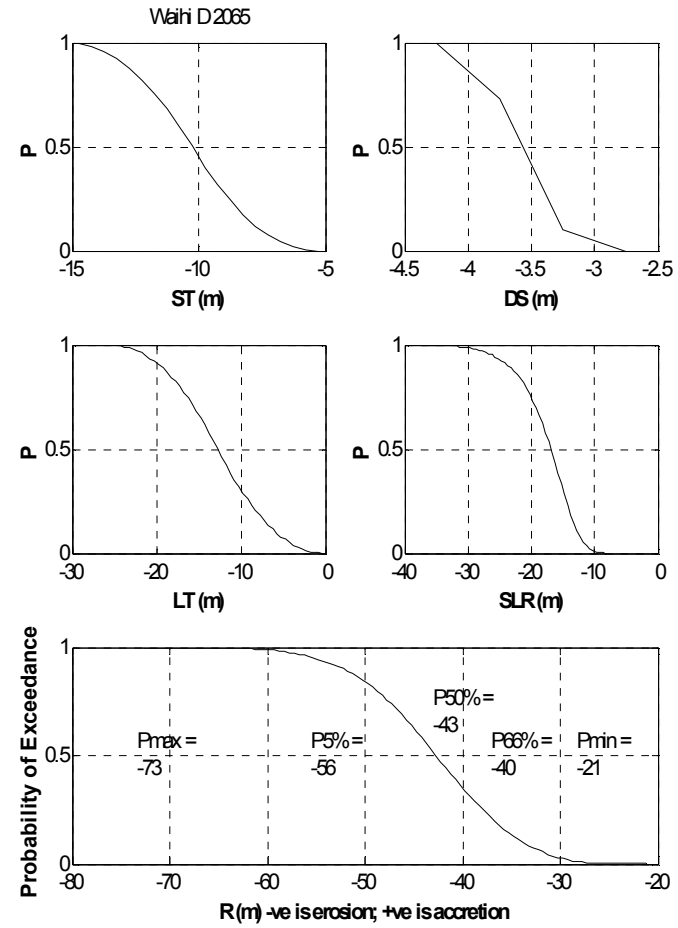 Waihi D 2065
1
0.5
0
P
-15
-10
-5
ST (m)
1
0.5
0
P
-4.5
-4
-3.5
-3
-2.5
DS (m)
1
0.5
0
P
-30
-20
-10
0
LT (m)
1
0.5
0
P
-40
-30
-20
-10
0
SLR (m)
1
0.5
0
Probability of Exceedance
P50% =
-43
Pmax =
-73
P5% =
-56
P66% =
-40
Pmin =
-21
-80
-70
-60
-50
-40
-30
-20
R (m) -ve is erosion; +ve is accretion